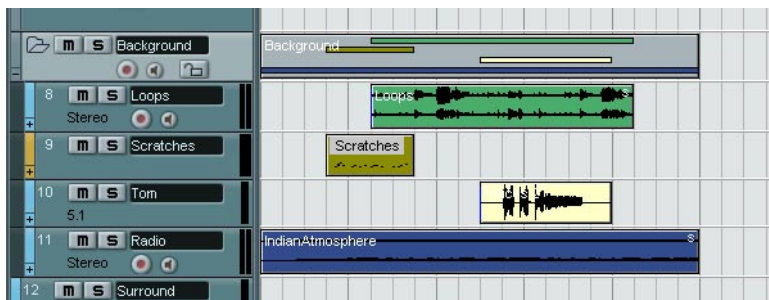 m S Background Background
8 m S Loops Loops S
Stereo
9 m S Scratches Scratches
10 m S Tom
5.1
11 m S Radio IndianAtmosphere S
Stereo
12 m S Surround